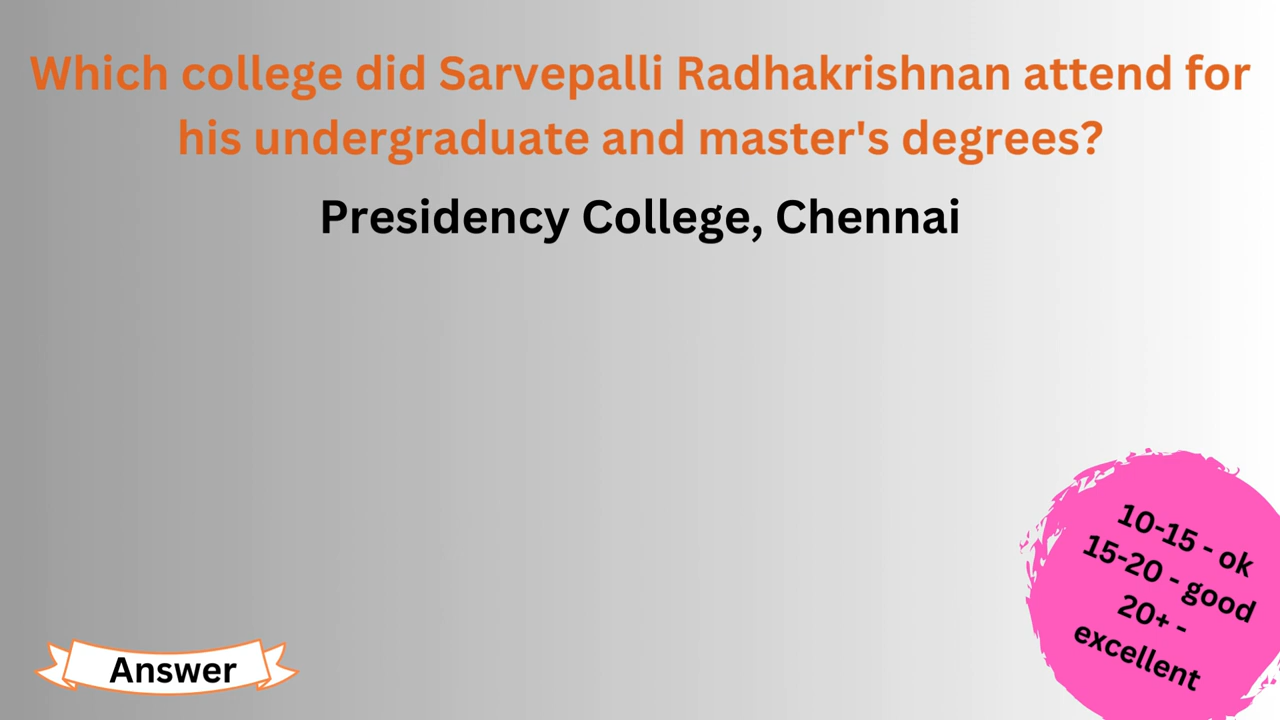 Which college did Sarvepalli Radhakrishnan attend for
his undergraduate and master's degrees?
Presidency College, Chennai
10-15 - ok
15-20 - good
20+ -
excellent
Answer